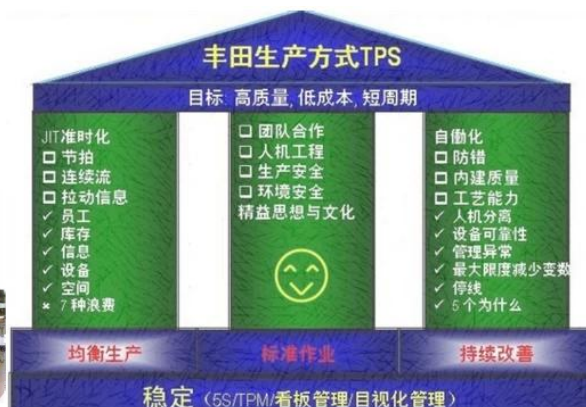 丰田生产方式TPS
目标: 高质量, 低成本, 短周期
JIT准时化
节拍
连续流
拉动信息
员工
库存
信息
设备
空间
7 种浪费
团队合作
人机工程
生产安全
环境安全
精益思想与文化
自働化
防错
内建质量
工艺能力
人机分离
设备可靠性
管理异常
最大限度减少变数
停线
5 个为什么
均衡生产
标准作业
持续改善
稳定（5S/TPM/看板管理/目视化管理）